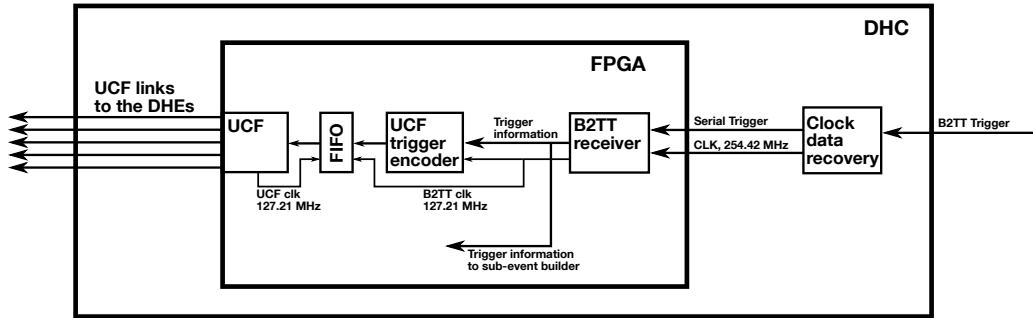 DHC
FPGA
UCF links
to the DHEs
UCF
FIFO
UCF
trigger
encoder
Trigger
information
B2TT
receiver
Serial Trigger
CLK, 254.42 MHz
Clock
data
recovery
B2TT Trigger
UCF clk
127.21 MHz
B2TT clk
127.21 MHz
Trigger information
to sub-event builder